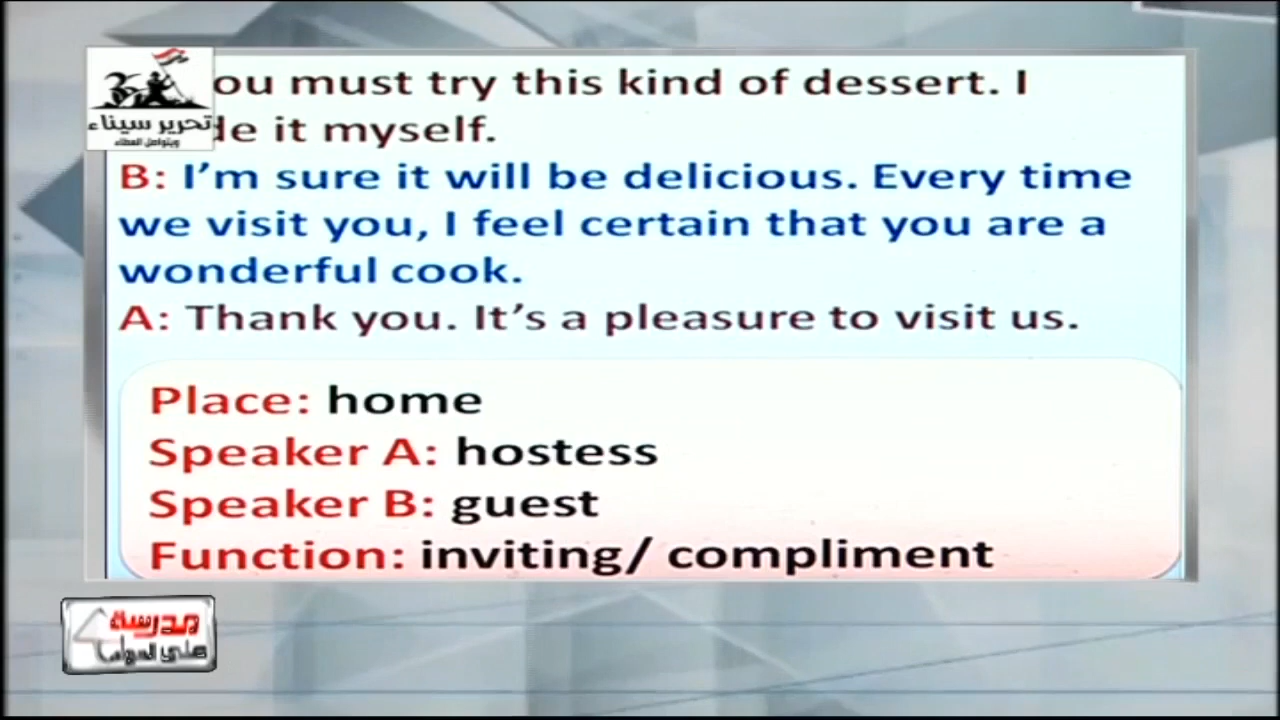 ou must try this kind of dessert. I
de it myself.
B: I'm sure it will be delicious. Every time
we visit you, I feel certain that you are a
wonderful cook.
A: Thank you. It's a pleasure to visit us.
Place: home
Speaker A: hostess
Speaker B: guest
Function: inviting/ compliment
تحرير سيناء
ويتواصل العطاء
مدرسة
على الهواء